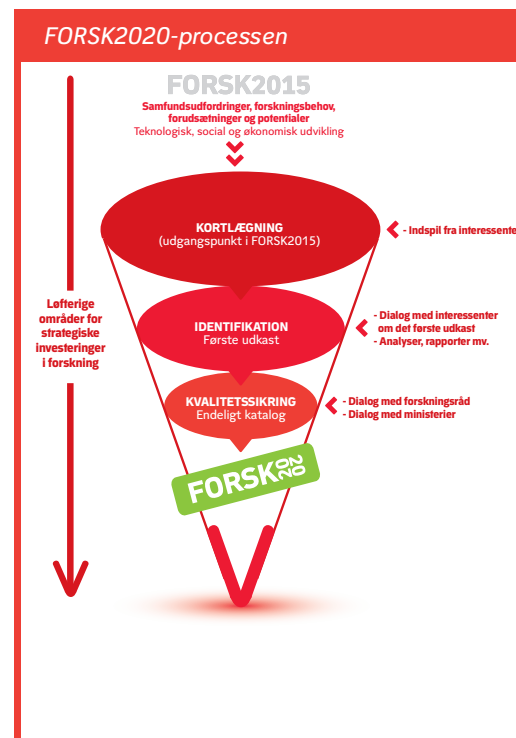 FORSK2020-processen
FORSK2015
Samfundsudfordringer, forskningsbehov,
forudsætninger og potentialer
Teknologisk, social og økonomisk udvikling
KORTLÆGNING
(udgangspunkt i FORSK2015)
- Indspil fra interessente
Løfterige
områder for
strategiske
investeringer
i forskning
IDENTIFIKATION
Første udkast
- Dialog med interessenter
om det første udkast
- Analyser, rapporter mv.
KVALITETSSIKRING
Endeligt katalog
- Dialog med forskningsråd
- Dialog med ministerier
FORSK2020